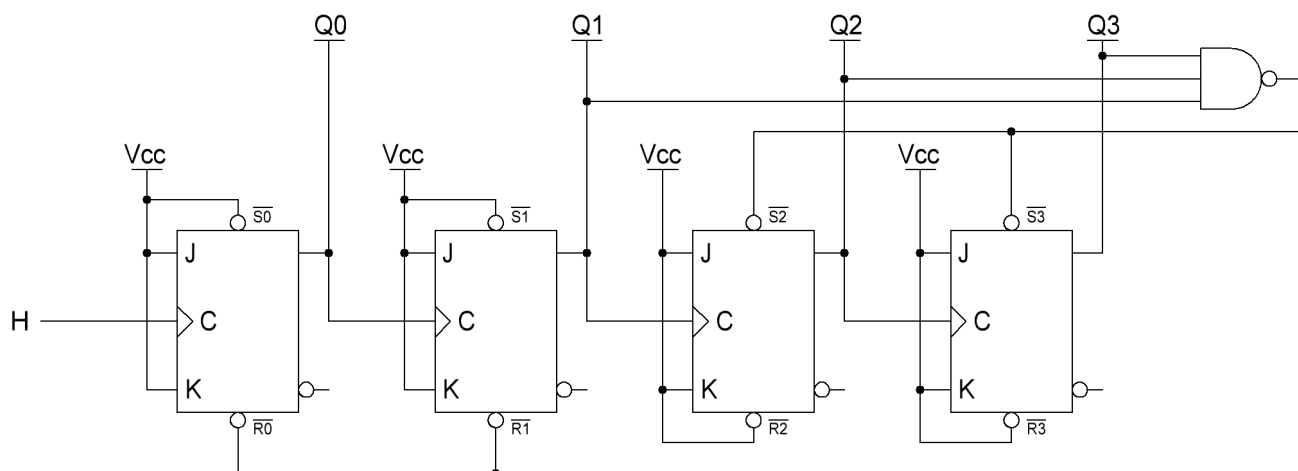 Q0 Q1 Q2 Q3
Vcc Vcc Vcc Vcc
S0 S1 S2 S3
J J J J
H C C C C
K K K K
R0 R1 R2 R3